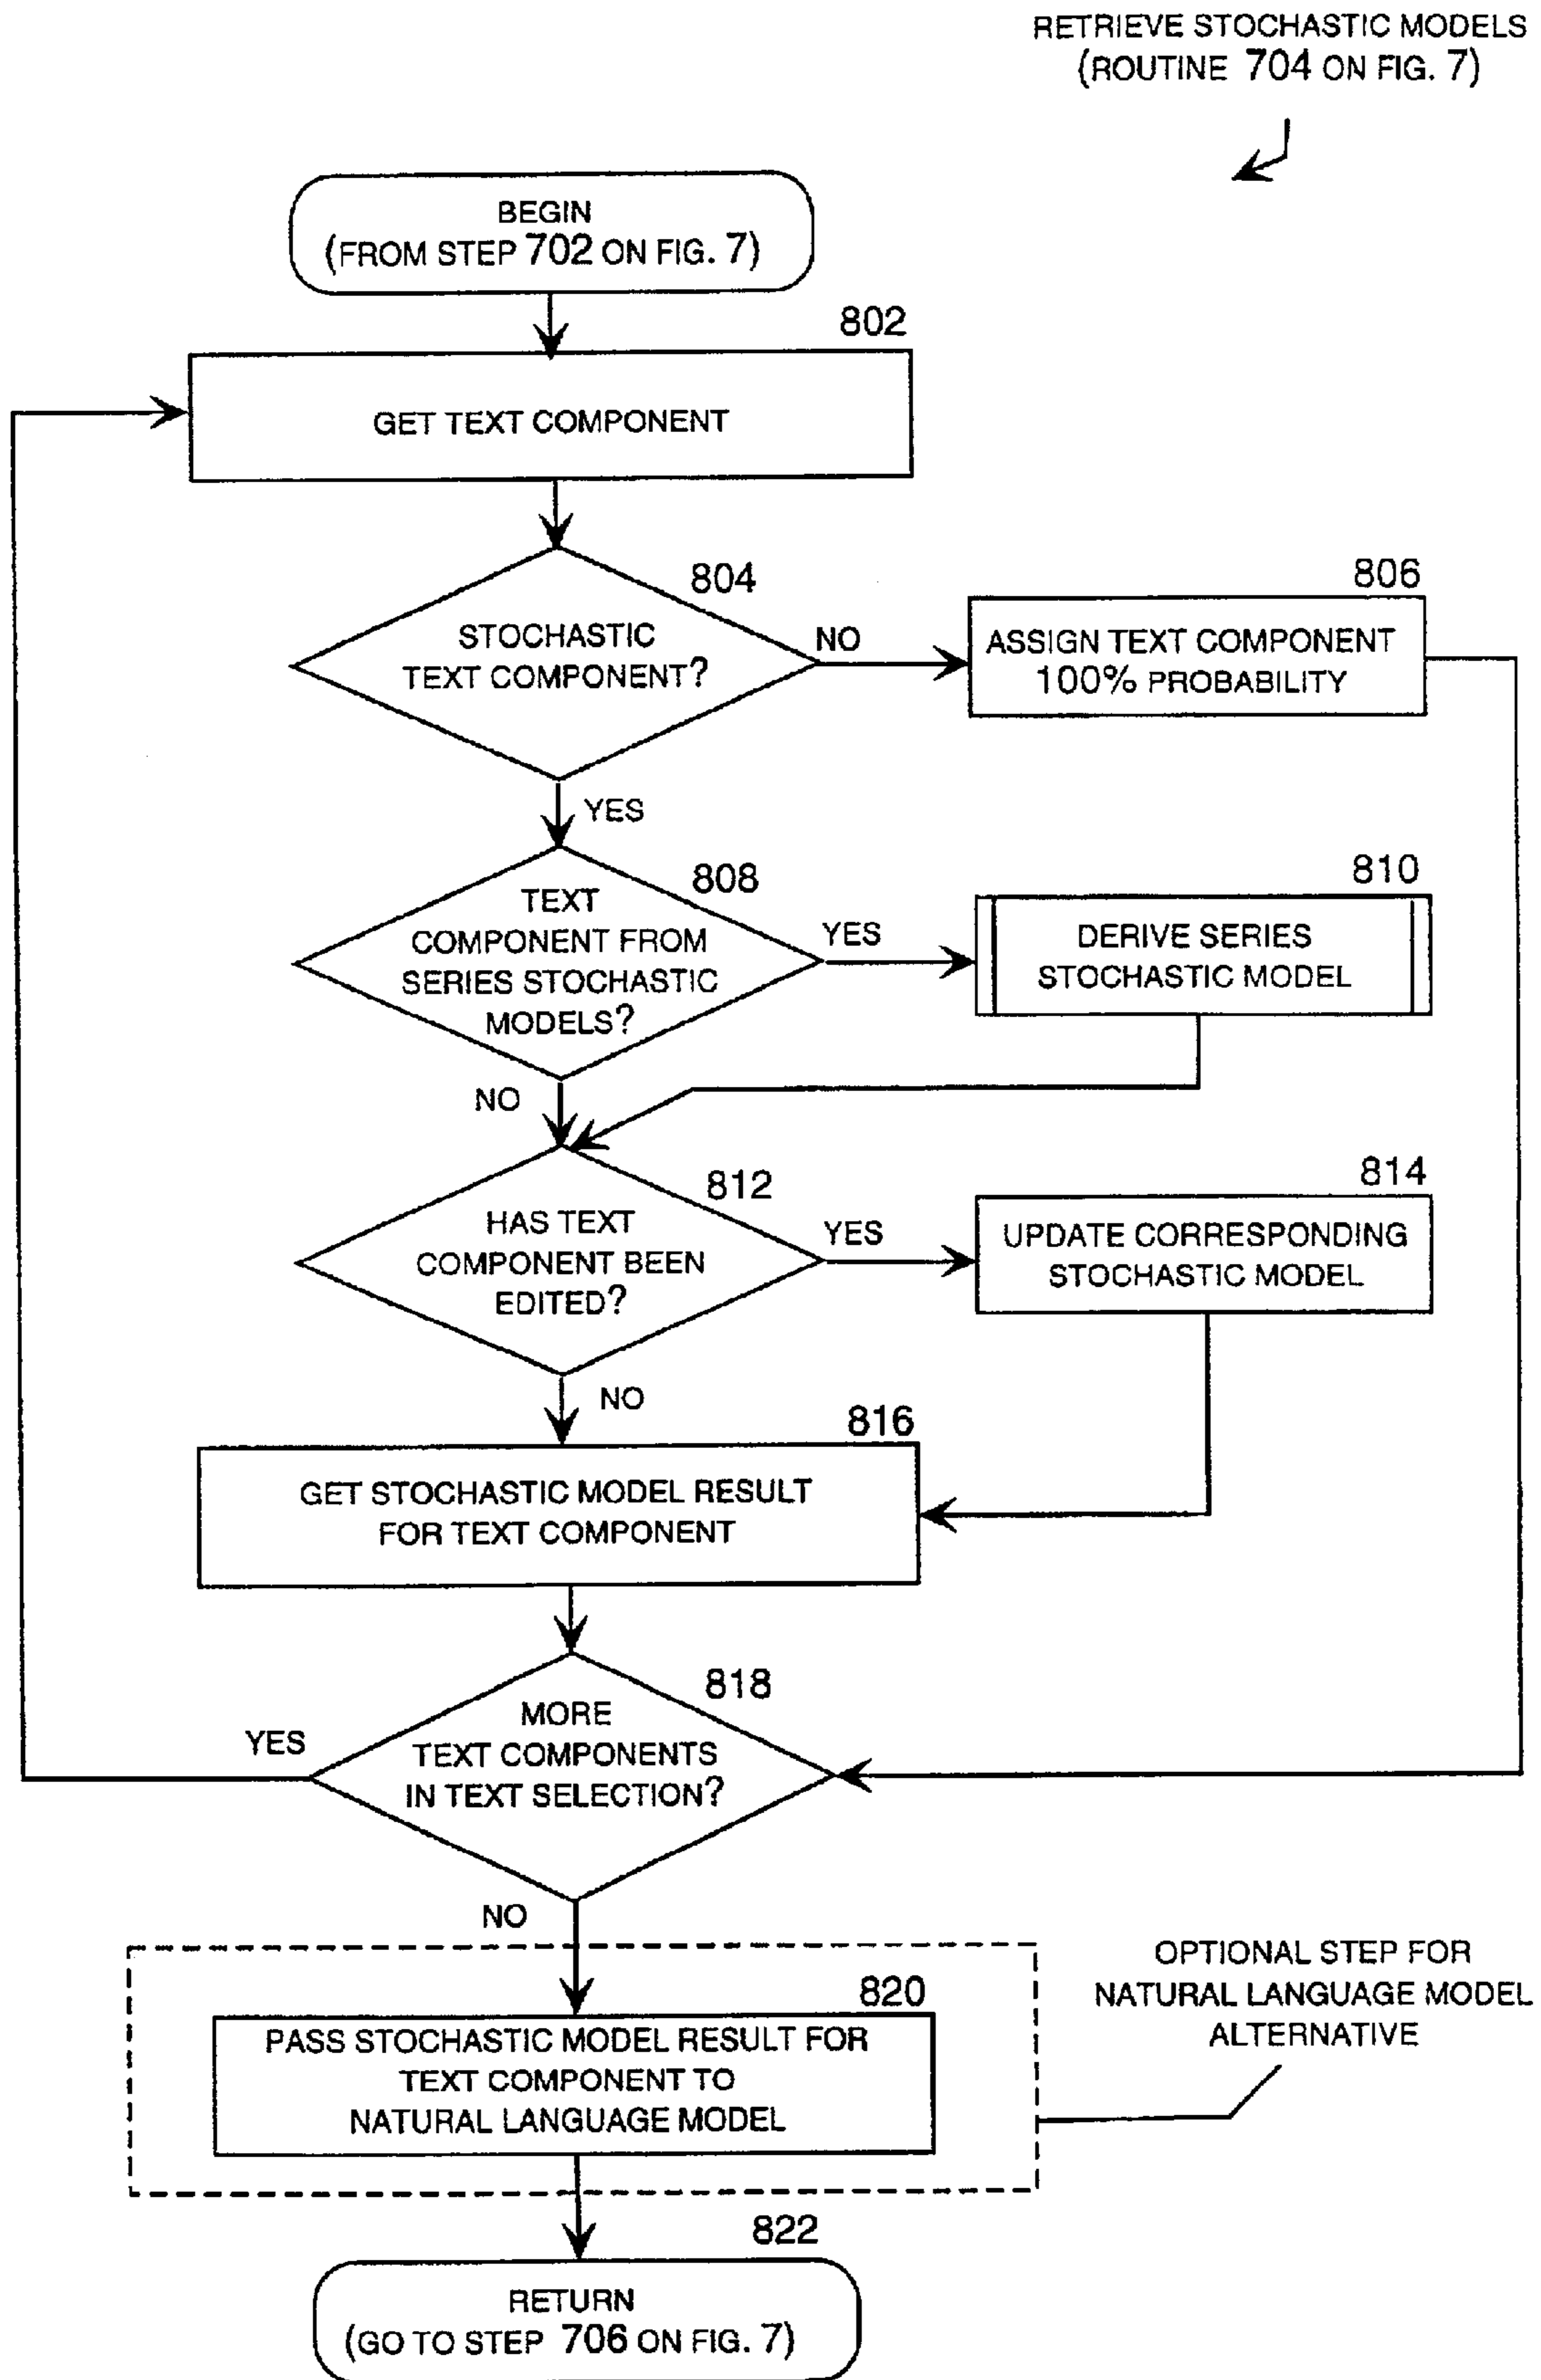 RETRIEVE STOCHASTIC MODELS
(ROUTINE 704 ON FIG. 7)
BEGIN
(FROM STEP 702 ON FIG. 7)
802
GET TEXT COMPONENT
804
STOCHASTIC
TEXT COMPONENT?
NO
806
ASSIGN TEXT COMPONENT
100% PROBABILITY
YES
808
TEXT
COMPONENT FROM
SERIES STOCHASTIC
MODELS?
YES
810
DERIVE SERIES
STOCHASTIC MODEL
NO
812
HAS TEXT
COMPONENT BEEN
EDITED?
YES
814
UPDATE CORRESPONDING
STOCHASTIC MODEL
NO
816
GET STOCHASTIC MODEL RESULT
FOR TEXT COMPONENT
818
MORE
TEXT COMPONENTS
IN TEXT SELECTION?
YES
NO
820
PASS STOCHASTIC MODEL RESULT FOR
TEXT COMPONENT TO
NATURAL LANGUAGE MODEL
OPTIONAL STEP FOR
NATURAL LANGUAGE MODEL
ALTERNATIVE
822
RETURN
(GO TO STEP 706 ON FIG. 7)